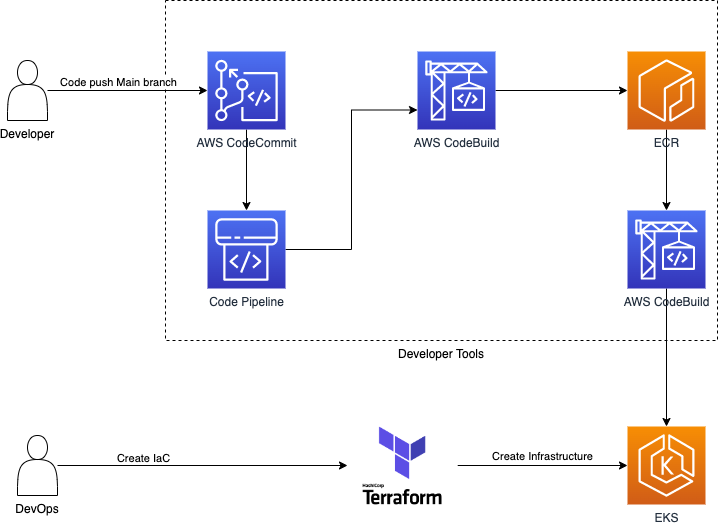 Code push Main branch
Developer
AWS CodeCommit
AWS CodeBuild
ECR
Code Pipeline
AWS CodeBuild
Developer Tools
Create IaC
HashiCorp
Terraform
Create Infrastructure
K
DevOps
EKS